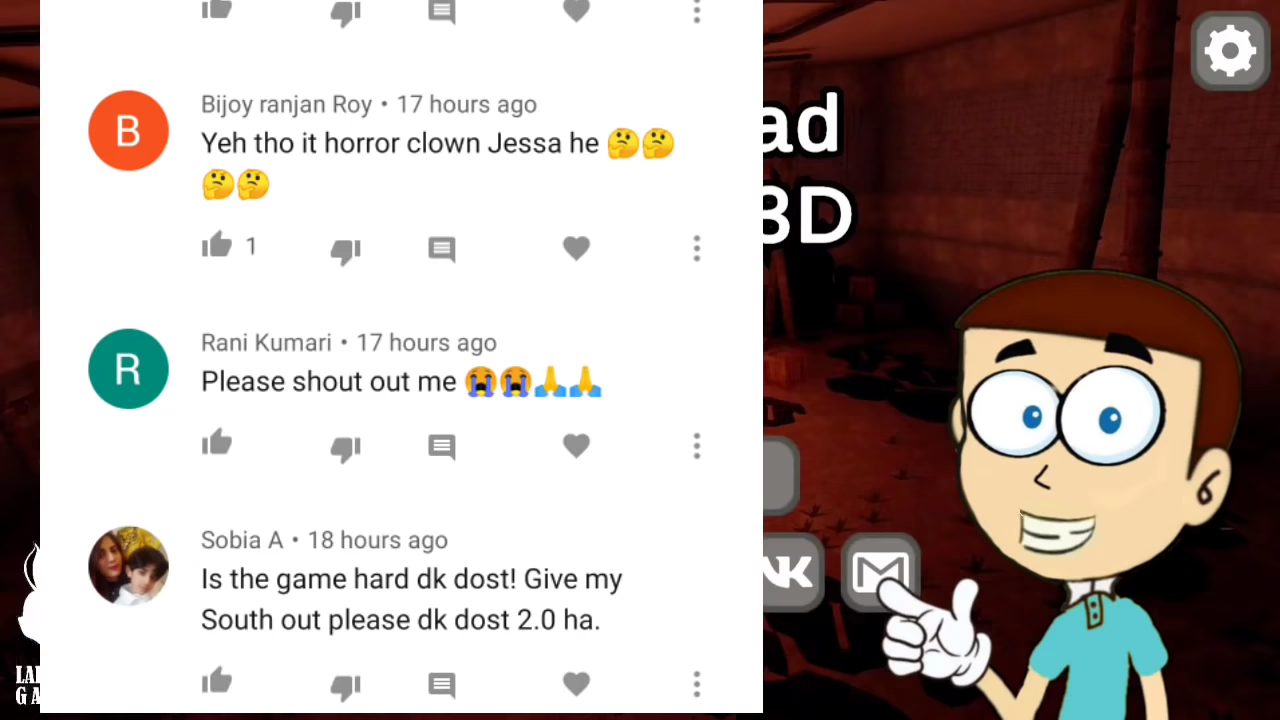 Bijoy ranjan Roy • 17 hours ago
Yeh tho it horror clown Jessa he 🤔🤔
🤔🤔
1
Rani Kumari • 17 hours ago
Please shout out me 😭😭🙏🙏
Sobia A • 18 hours ago
Is the game hard dk dost! Give my
South out please dk dost 2.0 ha.
B
R
ad
3D